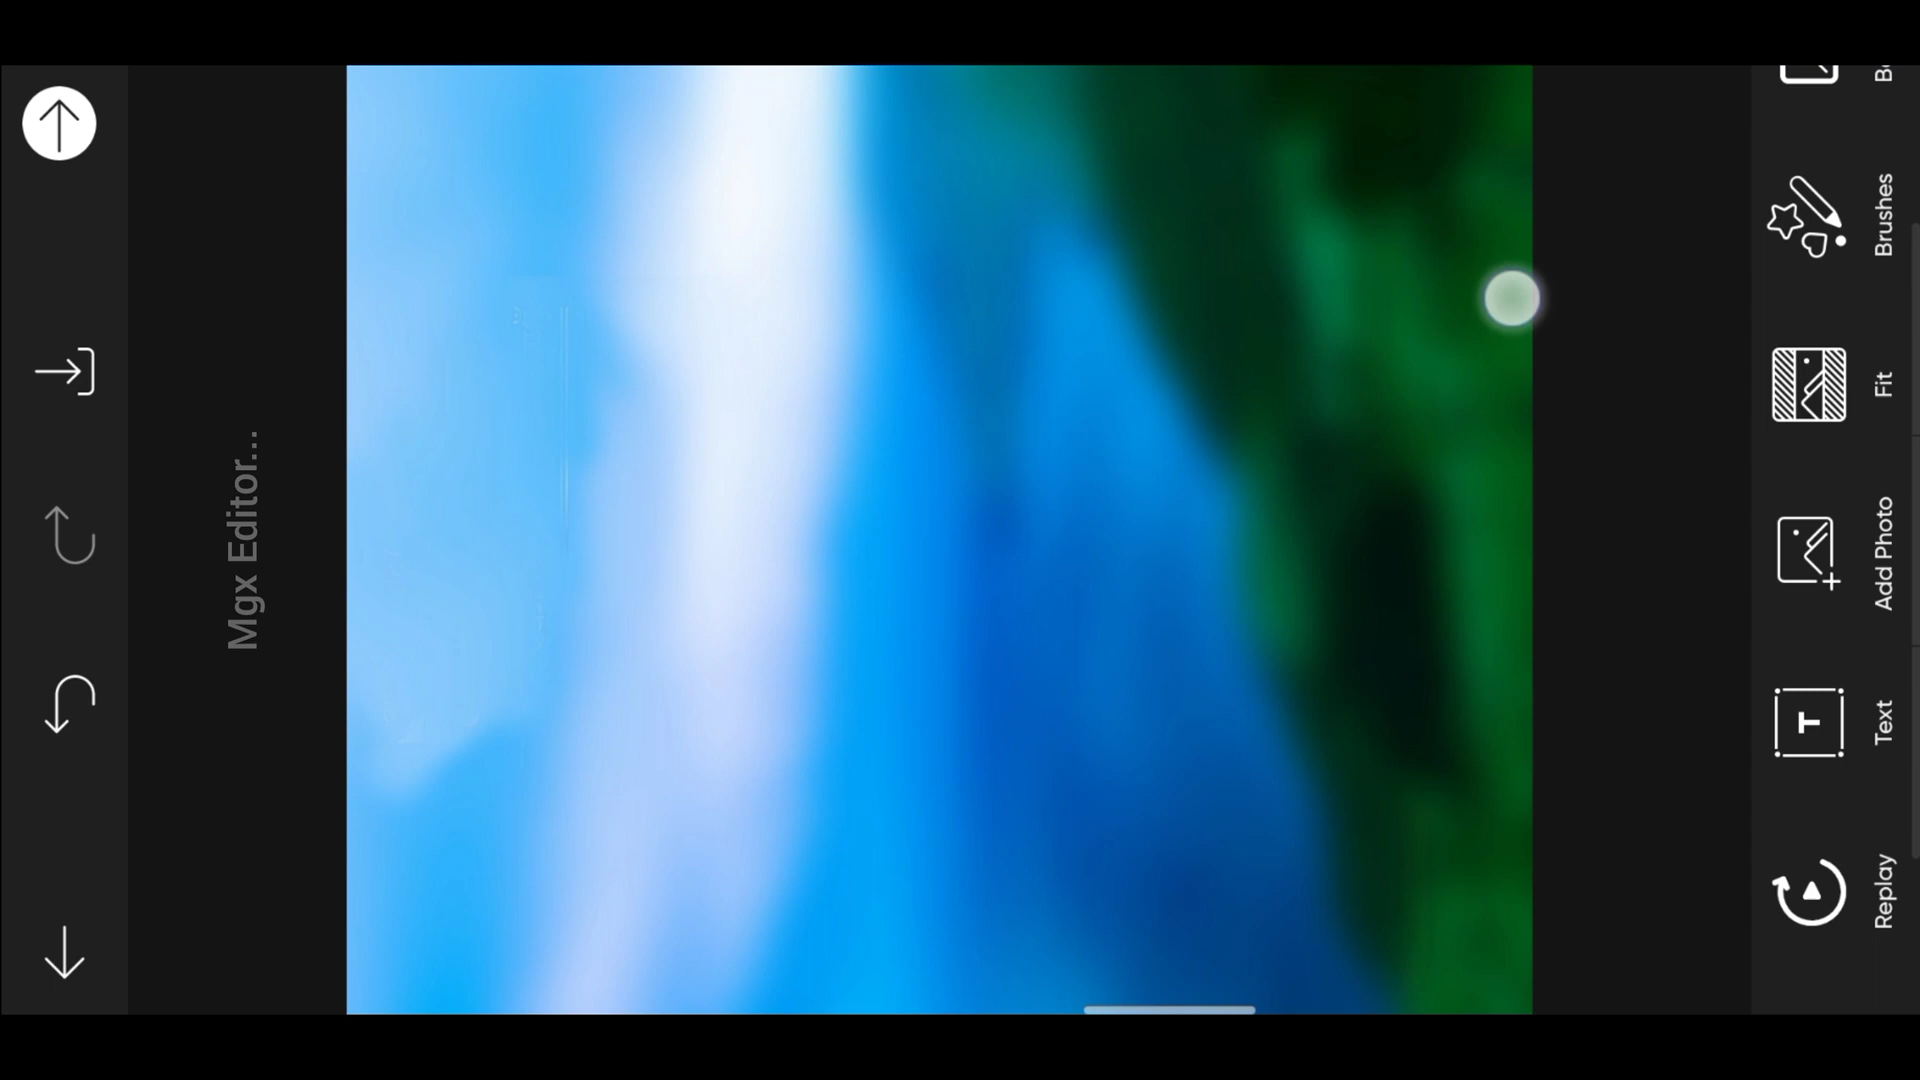 Mgx Editor...
Replay
Text
T
Add Photo
Fit
Brushes